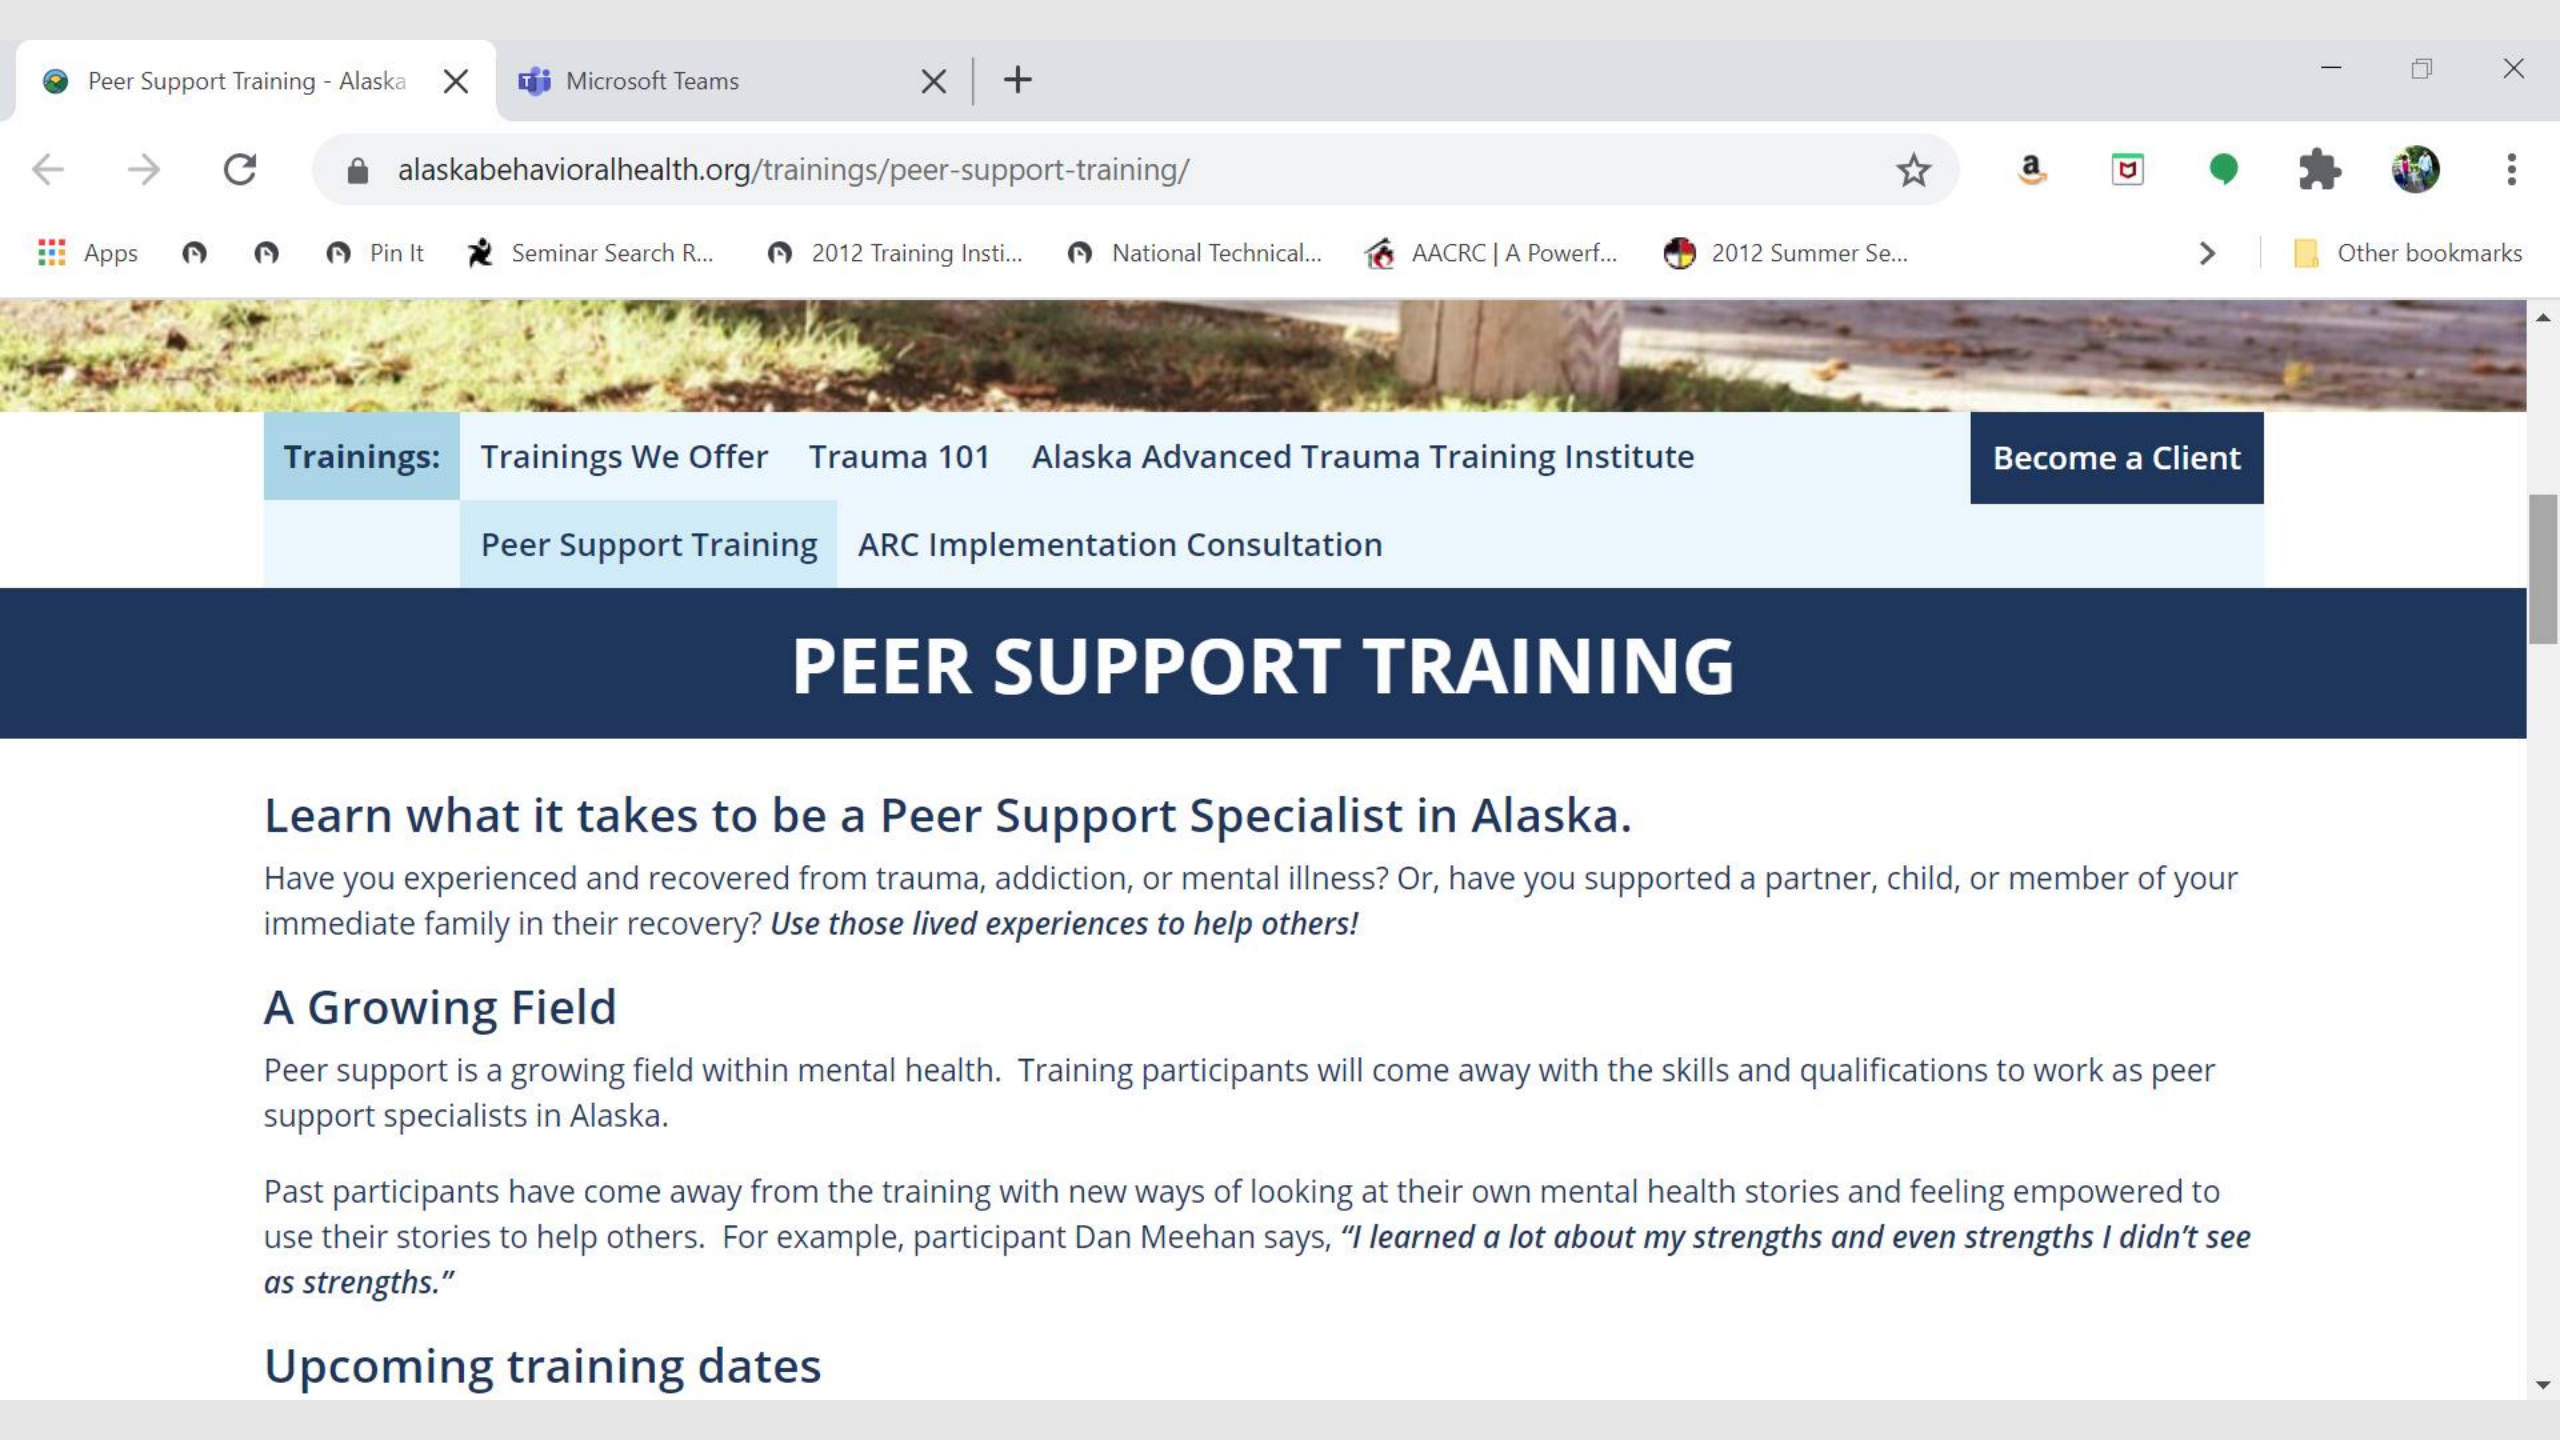 Peer Support Training - Alaska
Microsoft Teams
alaskabehavioralhealth.org/trainings/peer-support-training/
Apps
Pin It
Seminar Search R...
2012 Training Insti...
National Technical...
AACRC | A Powerf...
2012 Summer Se...
Other bookmarks
Trainings: Trainings We Offer Trauma 101 Alaska Advanced Trauma Training Institute Become a Client
Peer Support Training ARC Implementation Consultation
PEER SUPPORT TRAINING
Learn what it takes to be a Peer Support Specialist in Alaska.
Have you experienced and recovered from trauma, addiction, or mental illness? Or, have you supported a partner, child, or member of your
immediate family in their recovery? Use those lived experiences to help others!
A Growing Field
Peer support is a growing field within mental health.  Training participants will come away with the skills and qualifications to work as peer
support specialists in Alaska.
Past participants have come away from the training with new ways of looking at their own mental health stories and feeling empowered to
use their stories to help others.  For example, participant Dan Meehan says, “I learned a lot about my strengths and even strengths I didn’t see
as strengths.”
Upcoming training dates